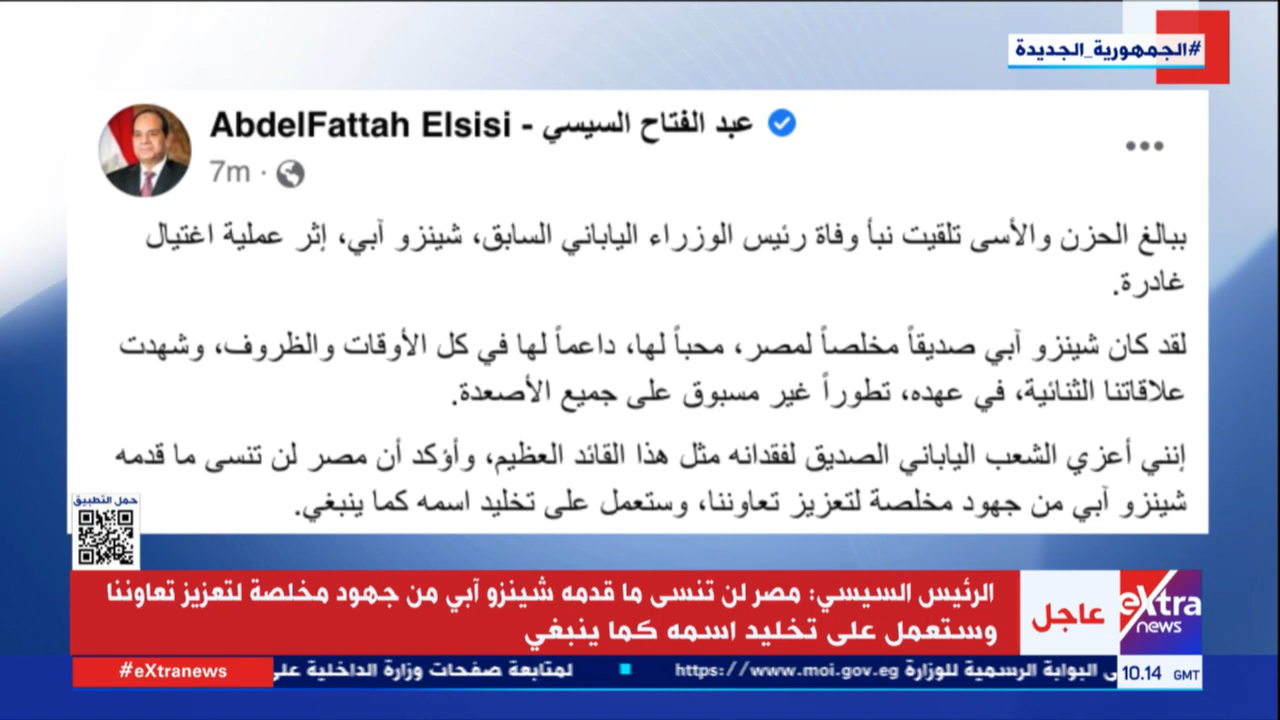 #الجمهورية_الجديدة
AbdelFattah Elsisi - عبد الفتاح السيسي
7m ·
ببالغ الحزن والأسى تلقيت نبأ وفاة رئيس الوزراء الياباني السابق، شينزو آبي، إثر عملية اغتيال
غادرة.
لقد كان شينزو آبي صديقاً مخلصاً لمصر، محباً لها، داعماً لها في كل الأوقات والظروف، وشهدت
علاقاتنا الثنائية، في عهده، تطوراً غير مسبوق على جميع الأصعدة.
إنني أعزي الشعب الياباني الصديق لفقدانه مثل هذا القائد العظيم، وأؤكد أن مصر لن تنسى ما قدمه
شينزو آبي من جهود مخلصة لتعزيز تعاوننا، وستعمل على تخليد اسمه كما ينبغي.
حمل التطبيق
عاجل
الرئيس السيسي: مصر لن تنسى ما قدمه شينزو آبي من جهود مخلصة لتعزيز تعاوننا
وستعمل على تخليد اسمه كما ينبغي
eXtra
news
#eXtranews
ى البوابة الرسمية للوزارة https://www.moi.gov.eg ■ لمتابعة صفحات وزارة الداخلية على
10.14 GMT